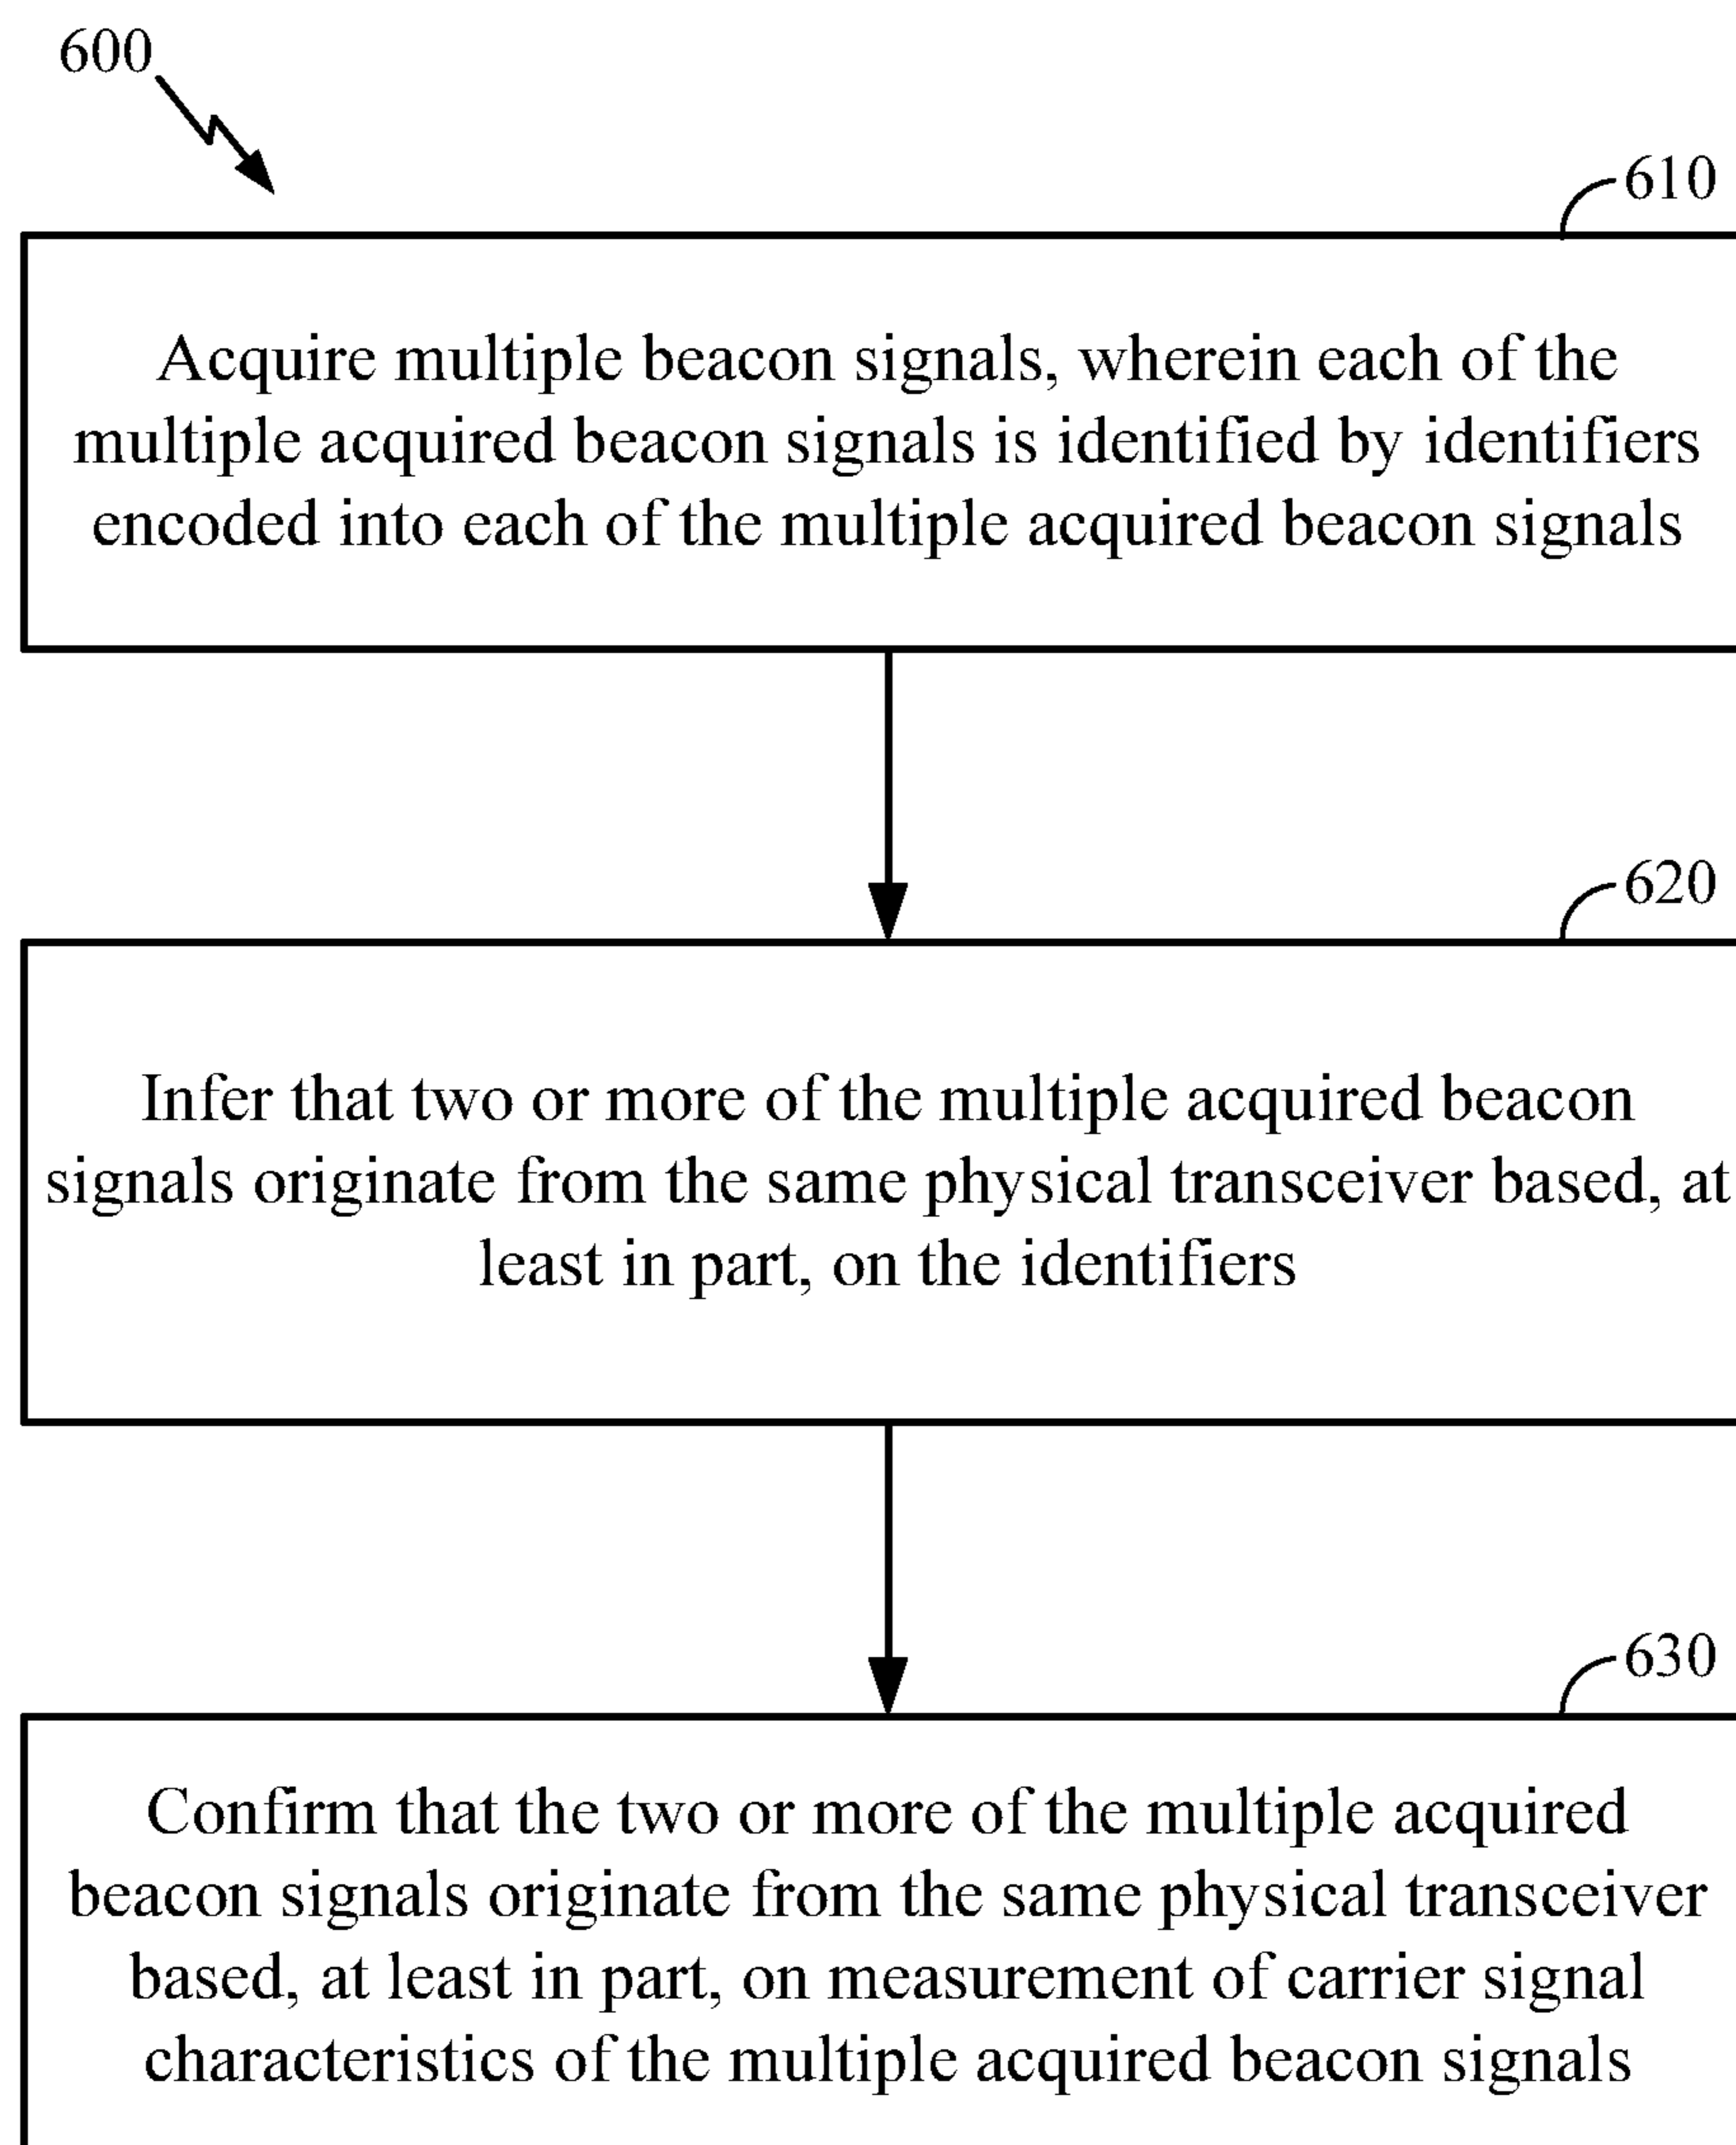 600
610
Acquire multiple beacon signals, wherein each of the
multiple acquired beacon signals is identified by identifiers
encoded into each of the multiple acquired beacon signals
620
Infer that two or more of the multiple acquired beacon
signals originate from the same physical transceiver based, at
least in part, on the identifiers
630
Confirm that the two or more of the multiple acquired
beacon signals originate from the same physical transceiver
based, at least in part, on measurement of carrier signal
characteristics of the multiple acquired beacon signals